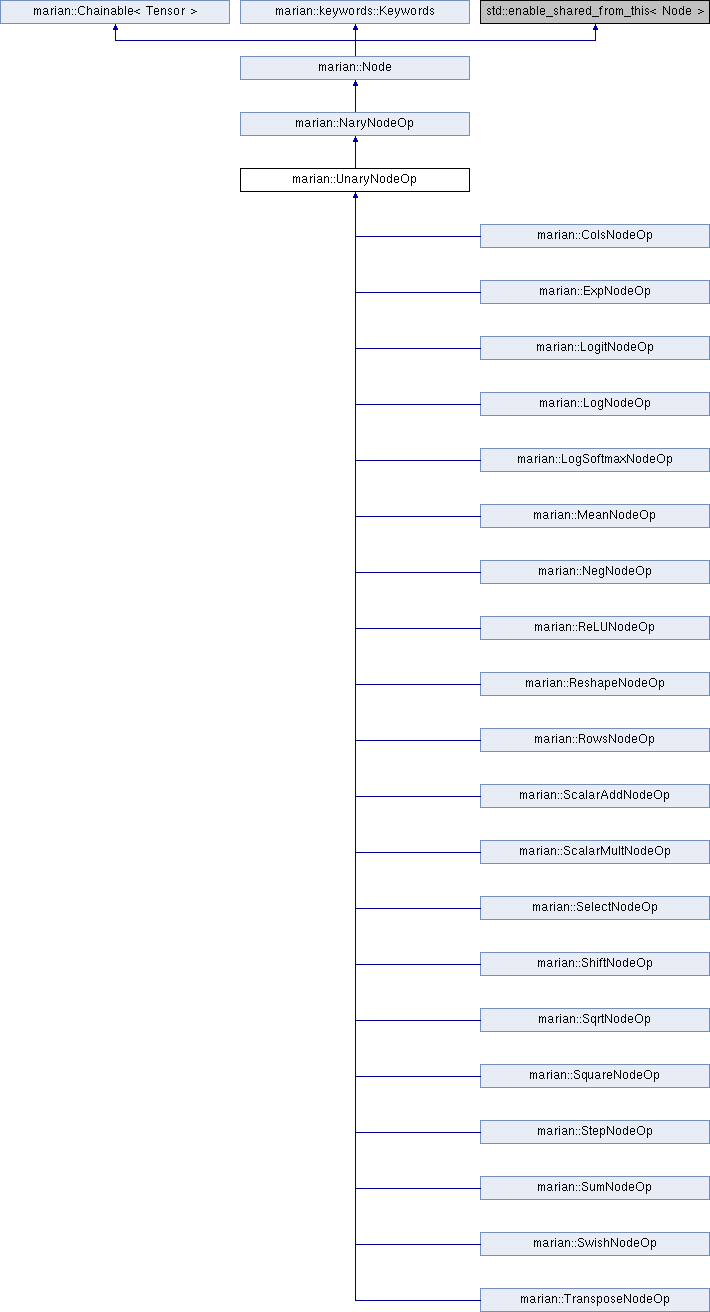 marian::Chainable< Tensor >
marian::keywords::Keywords
std::enable_shared_from_this< Node >
marian::Node
marian::NaryNodeOp
marian::UnaryNodeOp
marian::ColsNodeOp
marian::ExpNodeOp
marian::LogitNodeOp
marian::LogNodeOp
marian::LogSoftmaxNodeOp
marian::MeanNodeOp
marian::NegNodeOp
marian::ReLUNodeOp
marian::ReshapeNodeOp
marian::RowsNodeOp
marian::ScalarAddNodeOp
marian::ScalarMultNodeOp
marian::SelectNodeOp
marian::ShiftNodeOp
marian::SqrtNodeOp
marian::SquareNodeOp
marian::StepNodeOp
marian::SumNodeOp
marian::SwishNodeOp
marian::TransposeNodeOp